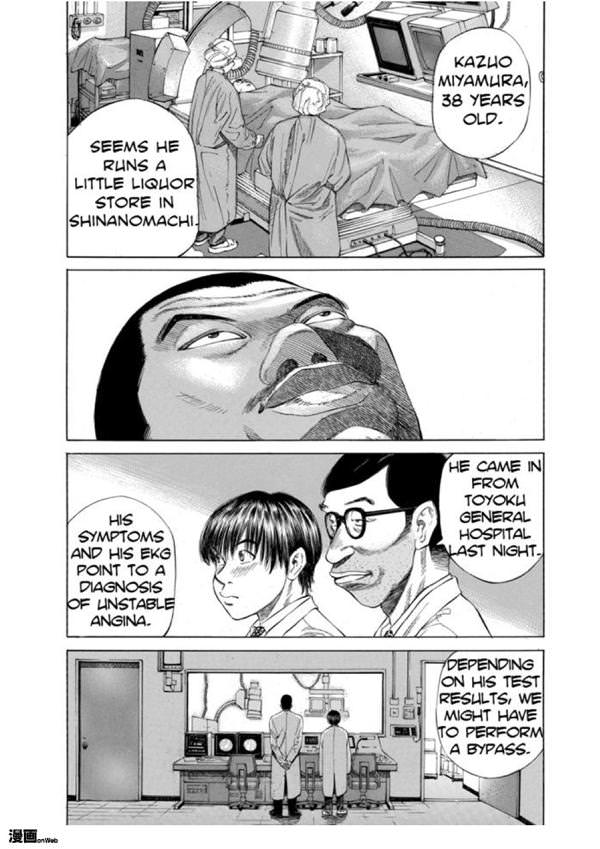 KAZUO
MIYAMURA,
38 YEARS
OLD.
SEEMS HE
RUNS A
LITTLE LIQUOR
STORE IN
SHINANOMACHI.
HE CAME IN
FROM
TOYOKU
GENERAL
HOSPITAL
LAST NIGHT.
HIS
SYMPTOMS
AND HIS EKG
POINT TO A
DIAGNOSIS
OF UNSTABLE
ANGINA.
DEPENDING
ON HIS TEST
RESULTS, WE
MIGHT HAVE
TO PERFORM
A BYPASS.
漫画onWeb